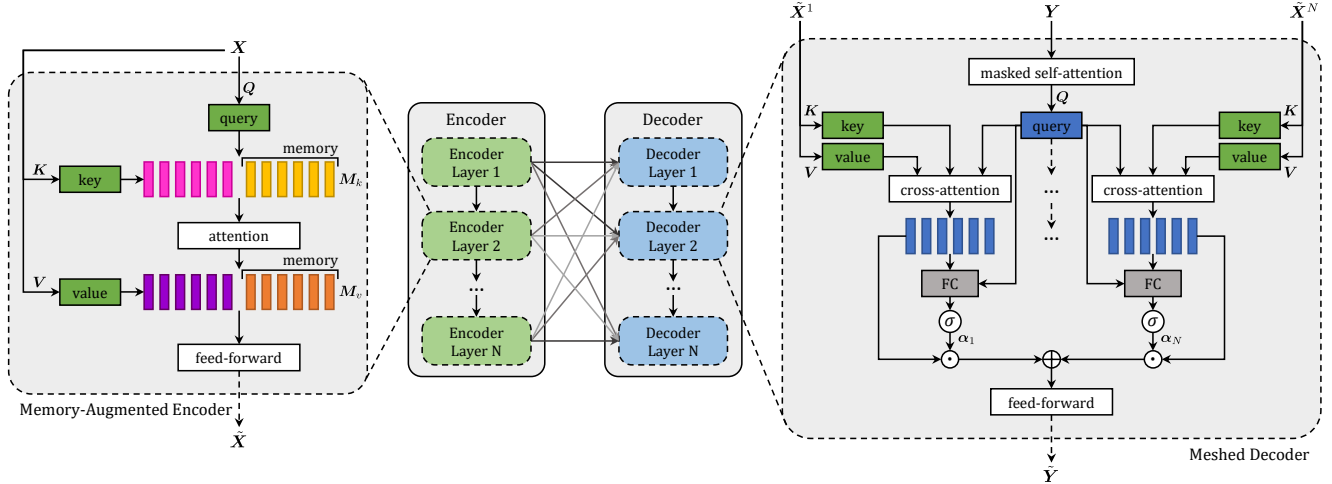 X
Q
query
memory
K
key
M_k
attention
memory
V
value
M_v
feed-forward
Memory-Augmented Encoder
X̃
Encoder
Encoder
Layer 1
Encoder
Layer 2
...
Encoder
Layer N
Decoder
Decoder
Layer 1
Decoder
Layer 2
...
Decoder
Layer N
X̃^1
Y
X̃^N
masked self-attention
Q
K
key
query
K
key
value
V
value
V
cross-attention
...
cross-attention
...
FC
FC
σ
σ
α_1
α_N
feed-forward
Meshed Decoder
Ỹ